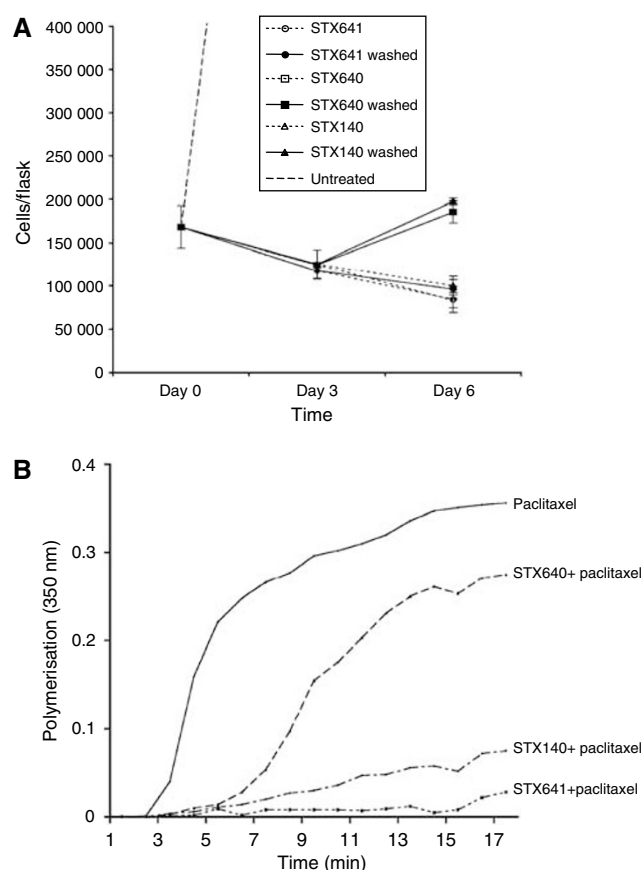 A
400 000
350 000
300 000
250 000
200 000
150 000
100 000
50 000
0
Cells/flask
STX641
STX641 washed
STX640
STX640 washed
STX140
STX140 washed
Untreated
Day 0 Day 3 Day 6
Time
B
0.4
0.3
0.2
0.1
0
Polymerisation (350 nm)
Paclitaxel
STX640+ paclitaxel
STX140+ paclitaxel
STX641+paclitaxel
1 3 5 7 9 11 13 15 17
Time (min)